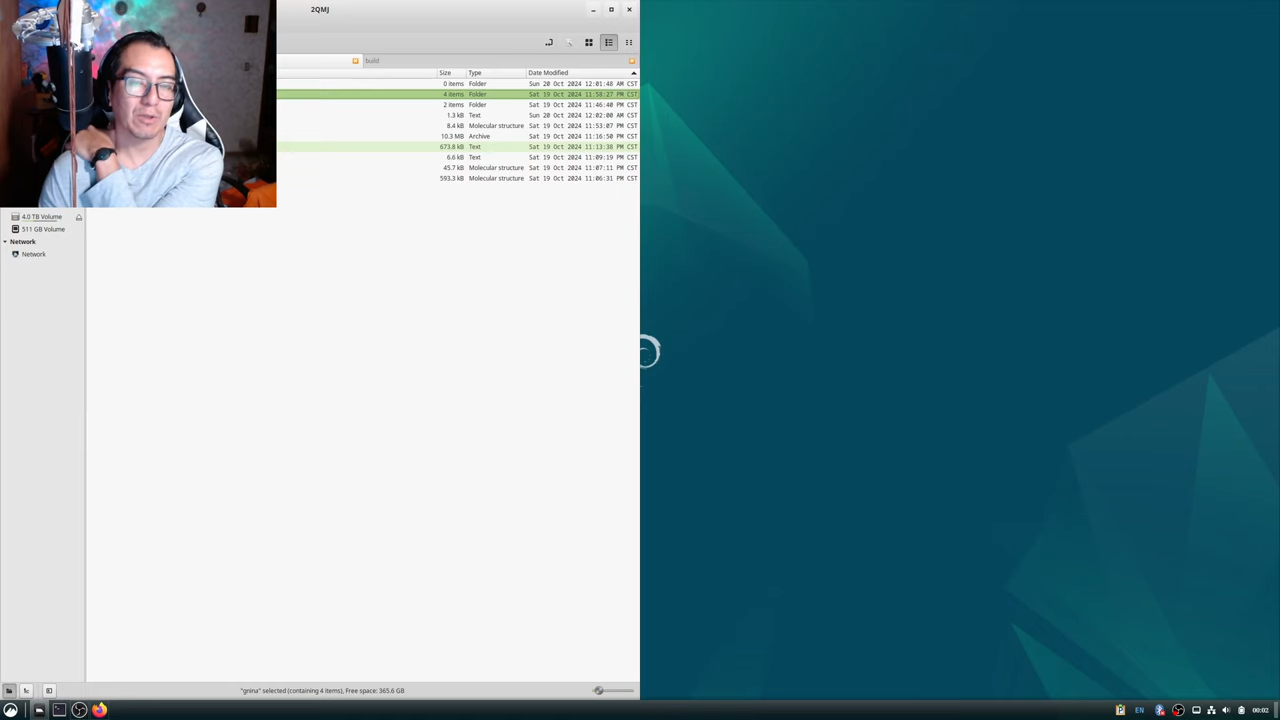 2QMJ
build
Size Type Date Modified
0 items Folder Sun 20 Oct 2024 12:01:48 AM CST
4 items Folder Sat 19 Oct 2024 11:58:27 PM CST
2 items Folder Sat 19 Oct 2024 11:46:40 PM CST
1.3 kB Text Sun 20 Oct 2024 12:02:00 AM CST
8.4 kB Molecular structure Sat 19 Oct 2024 11:53:07 PM CST
10.3 MB Archive Sat 19 Oct 2024 11:16:50 PM CST
673.8 kB Text Sat 19 Oct 2024 11:13:38 PM CST
6.6 kB Text Sat 19 Oct 2024 11:09:19 PM CST
45.7 kB Molecular structure Sat 19 Oct 2024 11:07:11 PM CST
593.3 kB Molecular structure Sat 19 Oct 2024 11:06:31 PM CST
4.0 TB Volume
511 GB Volume
Network
Network
"gnina" selected (containing 4 items), Free space: 365.6 GB
EN 00:02